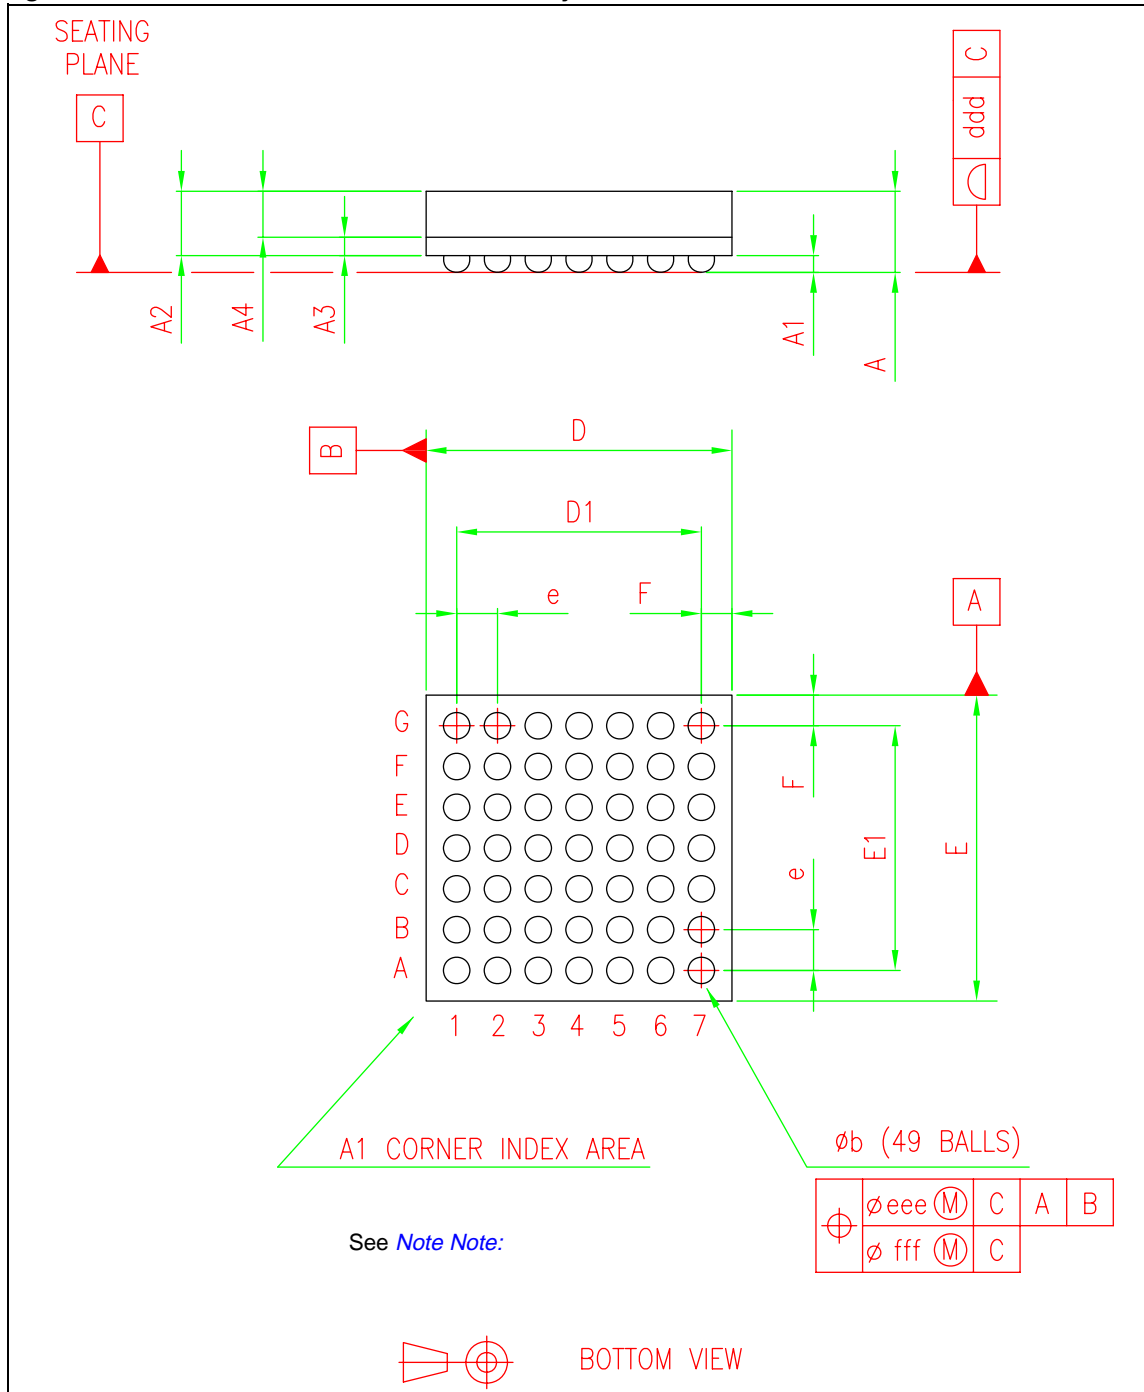 SEATING
PLANE
C
C
ddd
A2
A4
A3
A1
A
B
D
D1
e
F
A
G
F
E
D
C
B
A
F
e
E1
E
1 2 3 4 5 6 7
A1 CORNER INDEX AREA
øb (49 BALLS)
ø eee Ⓜ C A B
ø fff Ⓜ C
See Note Note:
BOTTOM VIEW